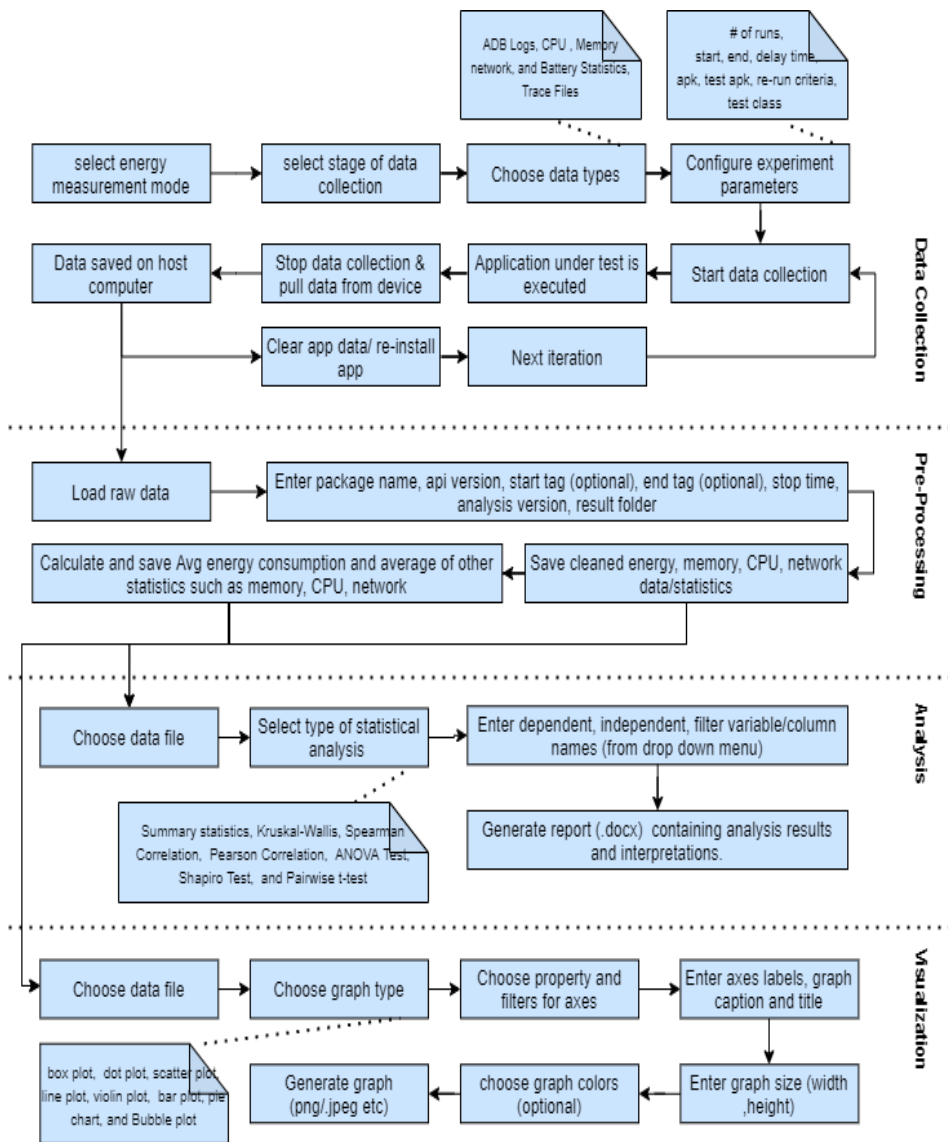 ADB Logs, CPU , Memory
network, and Battery Statistics,
Trace Files
# of runs,
start, end, delay time,
apk, test apk, re-run criteria,
test class
select energy
measurement mode
select stage of data
collection
Choose data types
Configure experiment
parameters
Data saved on host
computer
Stop data collection &
pull data from device
Application under test is
executed
Start data collection
Clear app data/ re-install
app
Next iteration
Data Collection
Load raw data
Enter package name, api version, start tag (optional), end tag (optional), stop time,
analysis version, result folder
Calculate and save Avg energy consumption and average of other
statistics such as memory, CPU, network
Save cleaned energy, memory, CPU, network
data/statistics
Pre-Processing
Choose data file
Select type of statistical
analysis
Enter dependent, independent, filter variable/column
names (from drop down menu)
Summary statistics, Kruskal-Wallis, Spearman
Correlation, Pearson Correlation, ANOVA Test,
Shapiro Test, and Pairwise t-test
Generate report (.docx) containing analysis results
and interpretations.
Analysis
Choose data file
Choose graph type
Choose property and
filters for axes
Enter axes labels, graph
caption and title
box plot, dot plot, scatter plot,
line plot, violin plot, bar plot, pie
chart, and Bubble plot
Generate graph
(png/.jpeg etc)
choose graph colors
(optional)
Enter graph size (width
,height)
Visualization